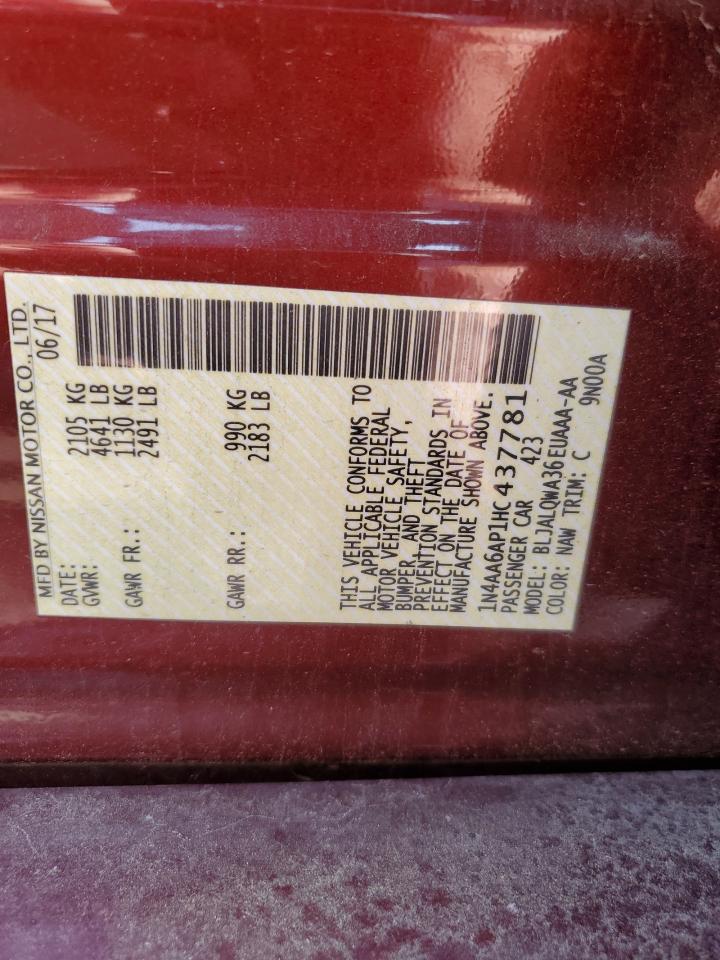 MFD BY NISSAN MOTOR CO., LTD.
DATE: 06/17
GVWR: 2105 KG
4641 LB
GAWR FR.: 1130 KG
2491 LB
GAWR RR.: 990 KG
2183 LB
THIS VEHICLE CONFORMS TO
ALL APPLICABLE FEDERAL
MOTOR VEHICLE SAFETY,
BUMPER, AND THEFT
PREVENTION STANDARDS IN
EFFECT ON THE DATE OF
MANUFACTURE SHOWN ABOVE.
1N4AA6AP1HC437781
PASSENGER CAR 423
MODEL: BLJALQWA36EUAAA-AA
COLOR: NAW TRIM: C 9N00A